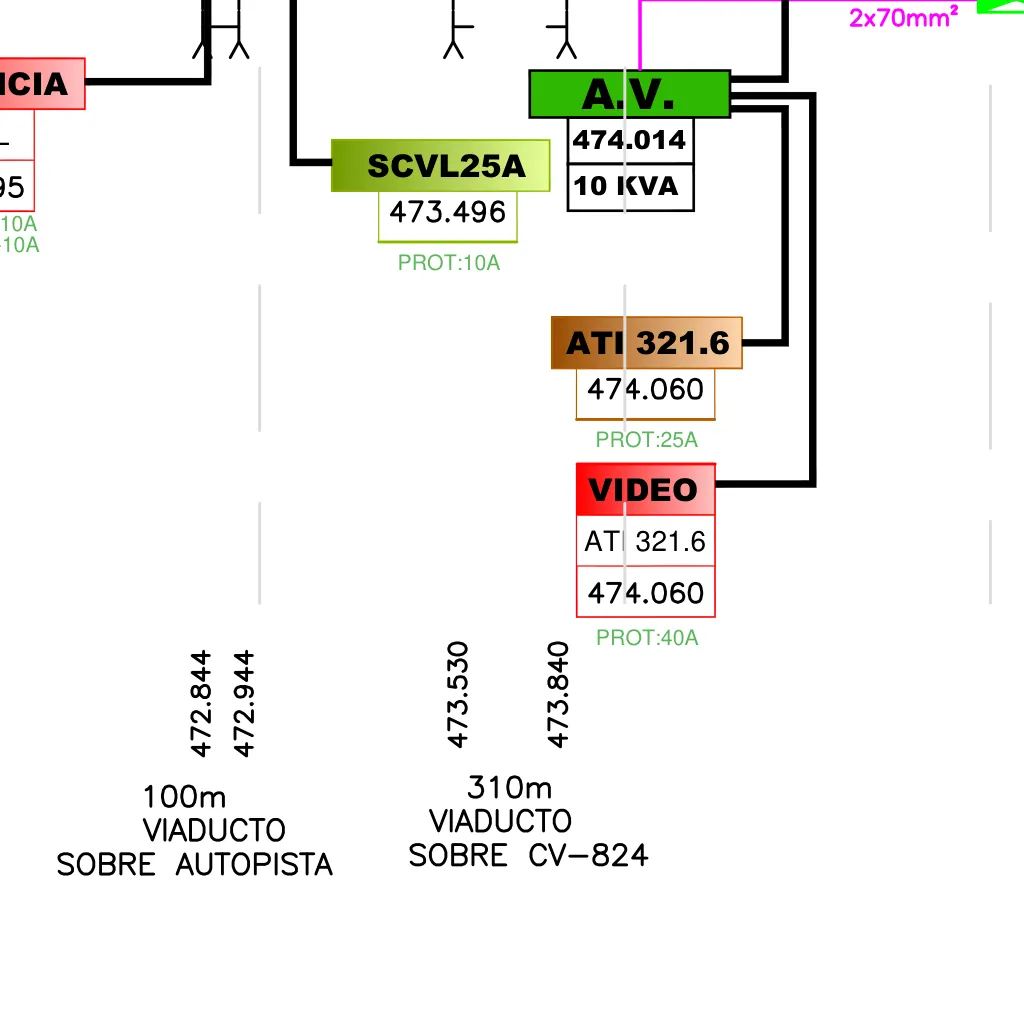 2x70mm²
A.V.
474.014
10 KVA
SCVL25A
473.496
PROT:10A
95
10A
-10A
ATI 321.6
474.060
PROT:25A
VIDEO
ATI 321.6
474.060
PROT:40A
472.844
472.944
473.530
473.840
100m
VIADUCTO
SOBRE AUTOPISTA
310m
VIADUCTO
SOBRE CV-824